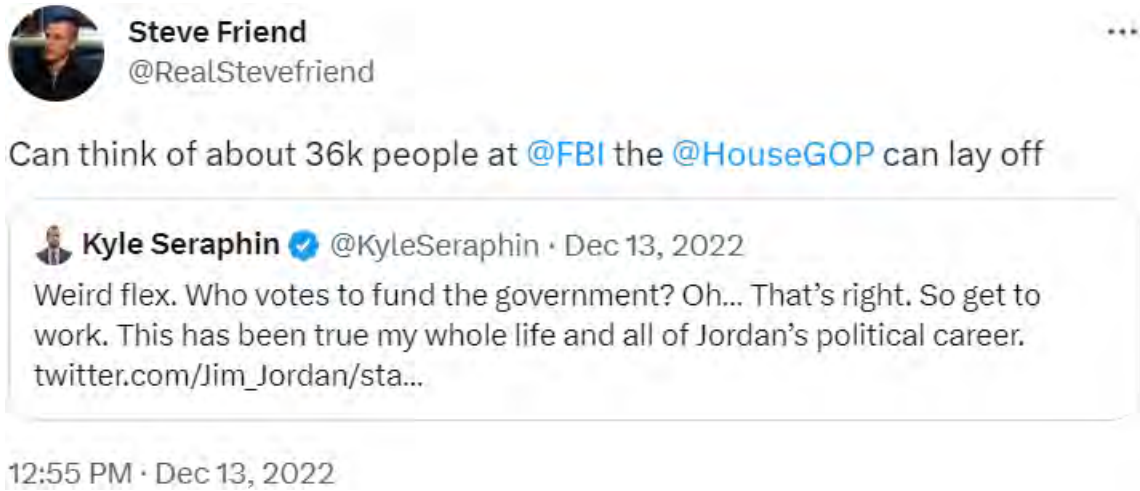 Steve Friend
@RealStevefriend
Can think of about 36k people at @FBI the @HouseGOP can lay off
Kyle Seraphin @KyleSeraphin · Dec 13, 2022
Weird flex. Who votes to fund the government? Oh... That's right. So get to
work. This has been true my whole life and all of Jordan's political career.
twitter.com/Jim_Jordan/sta...
12:55 PM · Dec 13, 2022